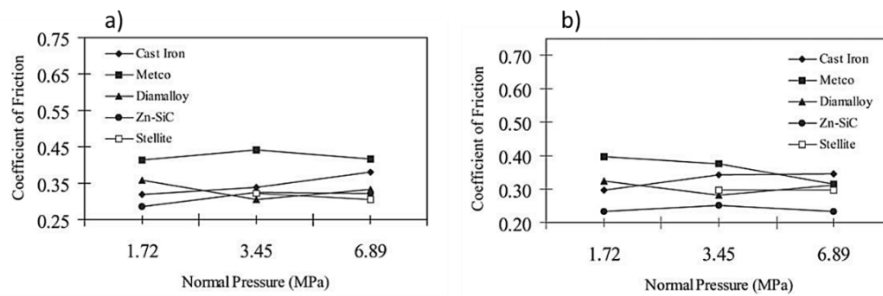 a)
0.75
0.65
0.55
0.45
0.35
0.25
Coefficient of Friction
Cast Iron
Metco
Diamalloy
Zn-SiC
Stellite
1.72 3.45 6.89
Normal Pressure (MPa)
b)
0.70
0.60
0.50
0.40
0.30
0.20
Coefficient of Friction
Cast Iron
Metco
Diamalloy
Zn-SiC
Stellite
1.72 3.45 6.89
Normal Pressure (MPa)